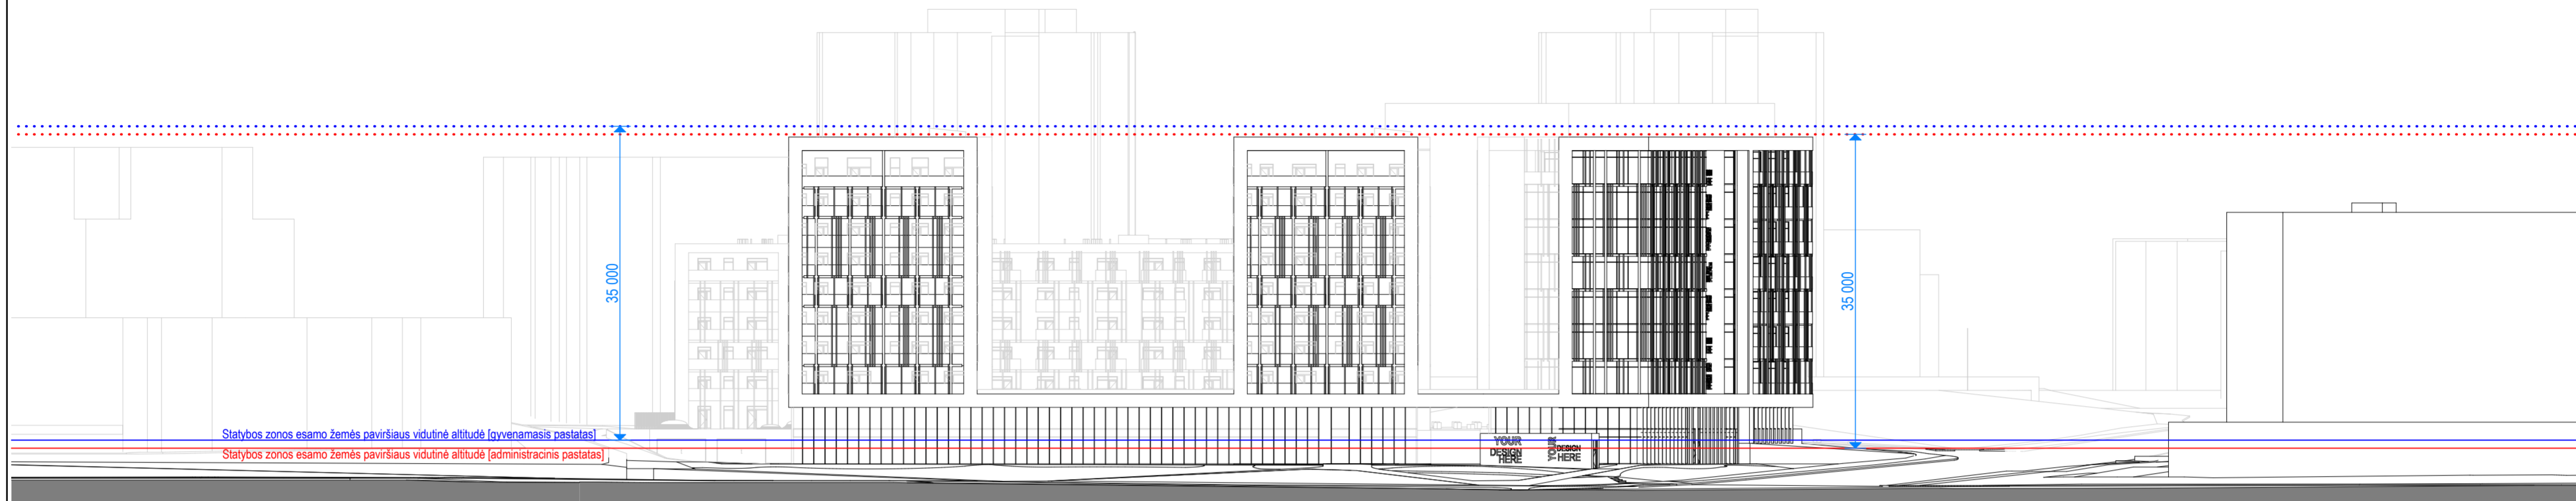 35 000
35 000
Statybos zonos esamo žemės paviršiaus vidutinė altitudė [gyvenamasis pastatas]
Statybos zonos esamo žemės paviršiaus vidutinė altitudė [administracinis pastatas]
YOUR
DESIGN
HERE
YOUR
DESIGN
HERE